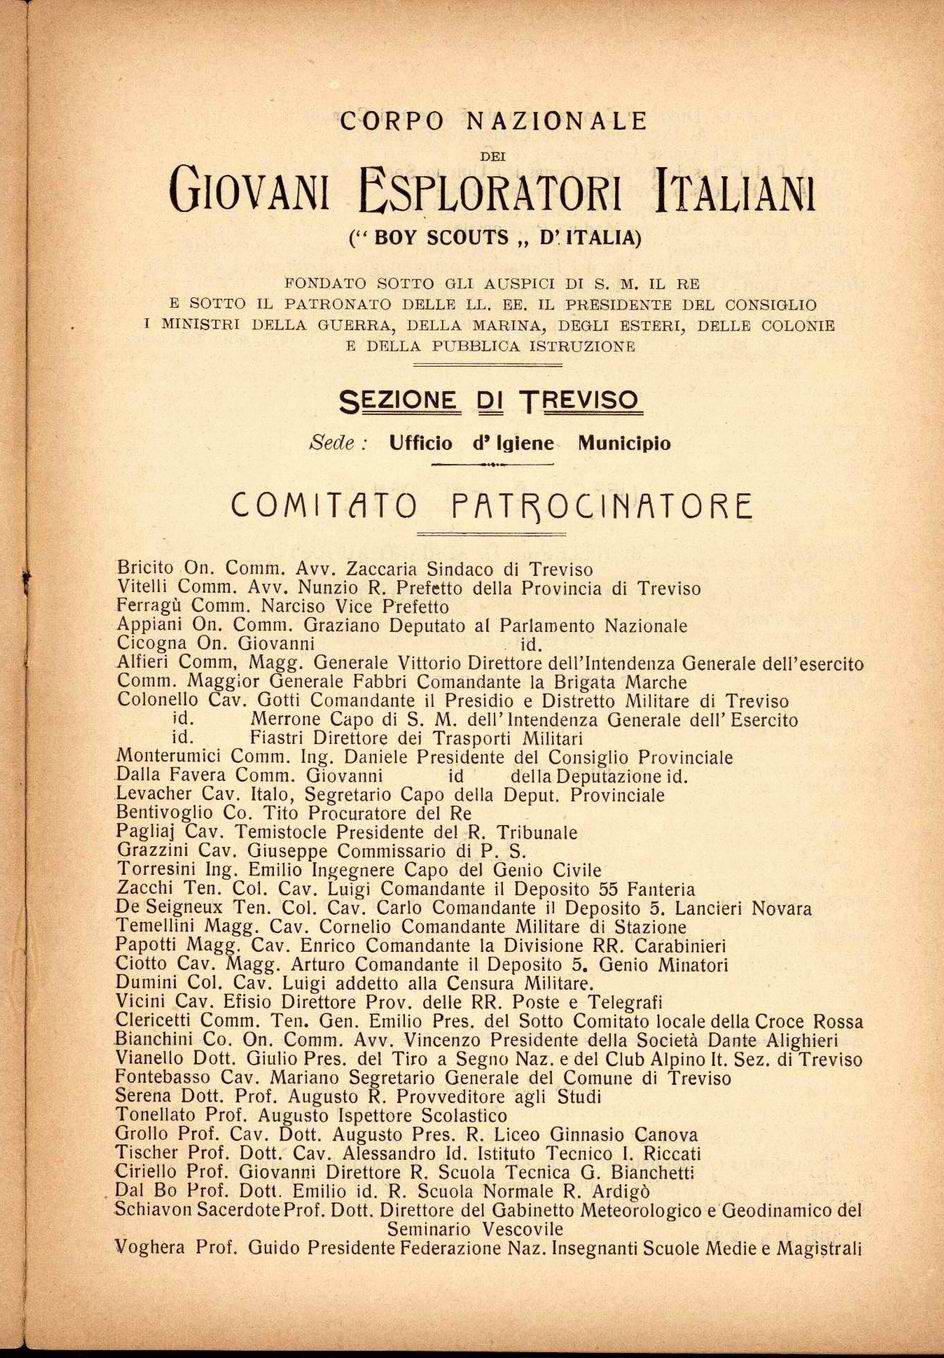 CORPO NAZIONALE
DEI
GIOVANI ESPLORATORI ITALIANI
(“ BOY SCOUTS „ D' ITALIA)
FONDATO SOTTO GLI AUSPICI DI S. M. IL RE
E SOTTO IL PATRONATO DELLE LL. EE. IL PRESIDENTE DEL CONSIGLIO
I MINISTRI DELLA GUERRA, DELLA MARINA, DEGLI ESTERI, DELLE COLONIE
E DELLA PUBBLICA ISTRUZIONE
SEZIONE DI TREVISO
Sede : Ufficio d' Igiene Municipio
COMITATO PATROCINATORE
Bricito On. Comm. Avv. Zaccaria Sindaco di Treviso
Vitelli Comm. Avv. Nunzio R. Prefetto della Provincia di Treviso
Ferragù Comm. Narciso Vice Prefetto
Appiani On. Comm. Graziano Deputato al Parlamento Nazionale
Cicogna On. Giovanni id.
Alfieri Comm, Magg. Generale Vittorio Direttore dell'Intendenza Generale dell'esercito
Comm. Maggior Generale Fabbri Comandante la Brigata Marche
Colonello Cav. Gotti Comandante il Presidio e Distretto Militare di Treviso
id. Merrone Capo di S. M. dell' Intendenza Generale dell' Esercito
id. Fiastri Direttore dei Trasporti Militari
Monterumici Comm. Ing. Daniele Presidente del Consiglio Provinciale
Dalla Favera Comm. Giovanni id della Deputazione id.
Levacher Cav. Italo, Segretario Capo della Deput. Provinciale
Bentivoglio Co. Tito Procuratore del Re
Pagliaj Cav. Temistocle Presidente del R. Tribunale
Grazzini Cav. Giuseppe Commissario di P. S.
Torresini Ing. Emilio Ingegnere Capo del Genio Civile
Zacchi Ten. Col. Cav. Luigi Comandante il Deposito 55 Fanteria
De Seigneux Ten. Col. Cav. Carlo Comandante il Deposito 5. Lancieri Novara
Temellini Magg. Cav. Cornelio Comandante Militare di Stazione
Papotti Magg. Cav. Enrico Comandante la Divisione RR. Carabinieri
Ciotto Cav. Magg. Arturo Comandante il Deposito 5. Genio Minatori
Dumini Col. Cav. Luigi addetto alla Censura Militare.
Vicini Cav. Efisio Direttore Prov. delle RR. Poste e Telegrafi
Clericetti Comm. Ten. Gen. Emilio Pres. del Sotto Comitato locale della Croce Rossa
Bianchini Co. On. Comm. Avv. Vincenzo Presidente della Società Dante Alighieri
Vianello Dott. Giulio Pres. del Tiro a Segno Naz. e del Club Alpino It. Sez. di Treviso
Fontebasso Cav. Mariano Segretario Generale del Comune di Treviso
Serena Dott. Prof. Augusto R. Provveditore agli Studi
Tonellato Prof. Augusto Ispettore Scolastico
Grollo Prof. Cav. Dott. Augusto Pres. R. Liceo Ginnasio Canova
Tischer Prof. Dott. Cav. Alessandro Id. Istituto Tecnico I. Riccati
Ciriello Prof. Giovanni Direttore R. Scuola Tecnica G. Bianchetti
Dal Bo Prof. Dott. Emilio id. R. Scuola Normale R. Ardigò
Schiavon Sacerdote Prof. Dott. Direttore del Gabinetto Meteorologico e Geodinamico del
Seminario Vescovile
Voghera Prof. Guido Presidente Federazione Naz. Insegnanti Scuole Medie e Magistrali